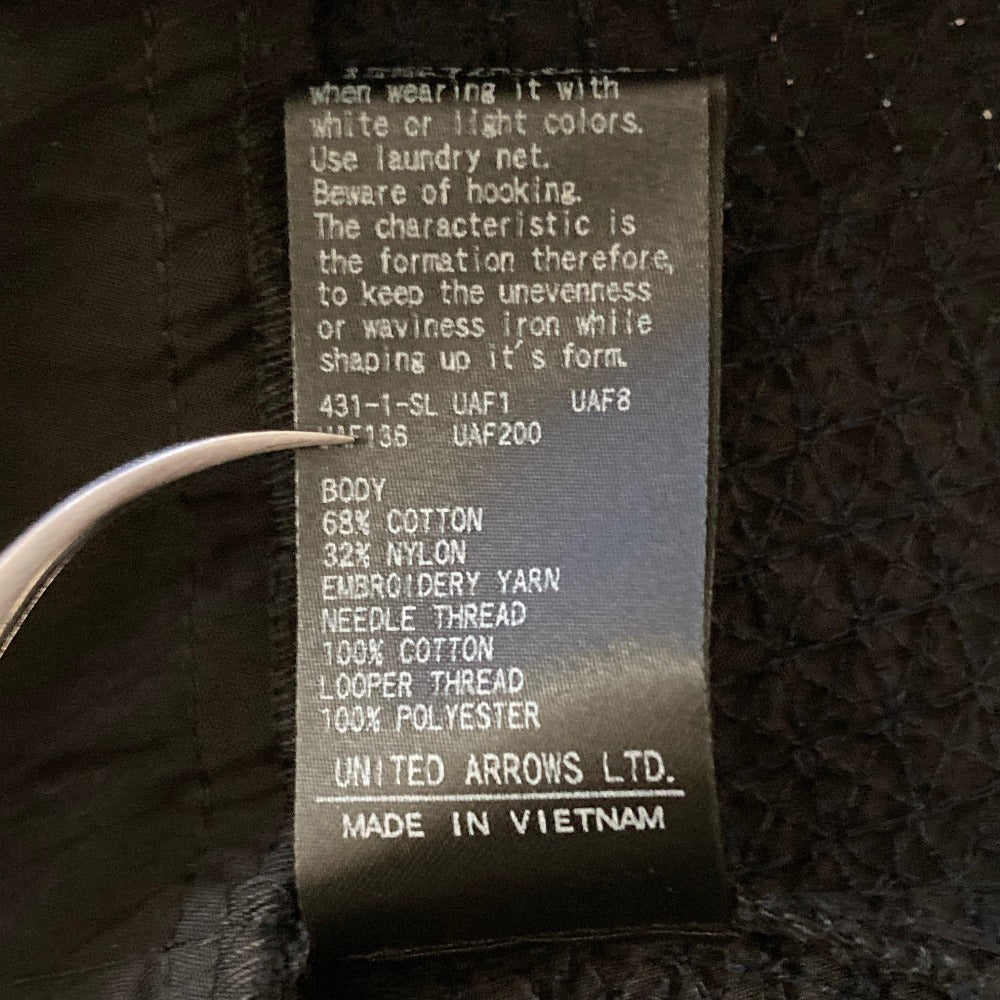 when wearing it with
white or light colors.
Use laundry net.
Beware of hooking.
The characteristic is
the formation therefore,
to keep the unevenness
or waviness iron while
shaping up it's form.
431-1-SL UAF1 UAF8
UAF136 UAF200
BODY
68% COTTON
32% NYLON
EMBROIDERY YARN
NEEDLE THREAD
100% COTTON
LOOPER THREAD
100% POLYESTER
UNITED ARROWS LTD.
MADE IN VIETNAM